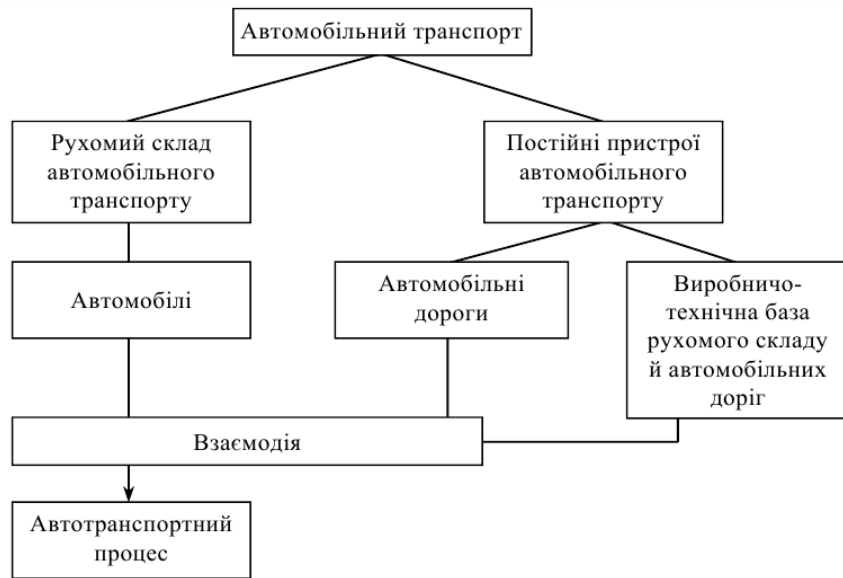 Автомобільний транспорт
Рухомий склад
автомобільного
транспорту
Постійні пристрої
автомобільного
транспорту
Автомобілі
Автомобільні
дороги
Виробничо-
технічна база
рухомого складу
й автомобільних
доріг
Взаємодія
Автотранспортний
процес